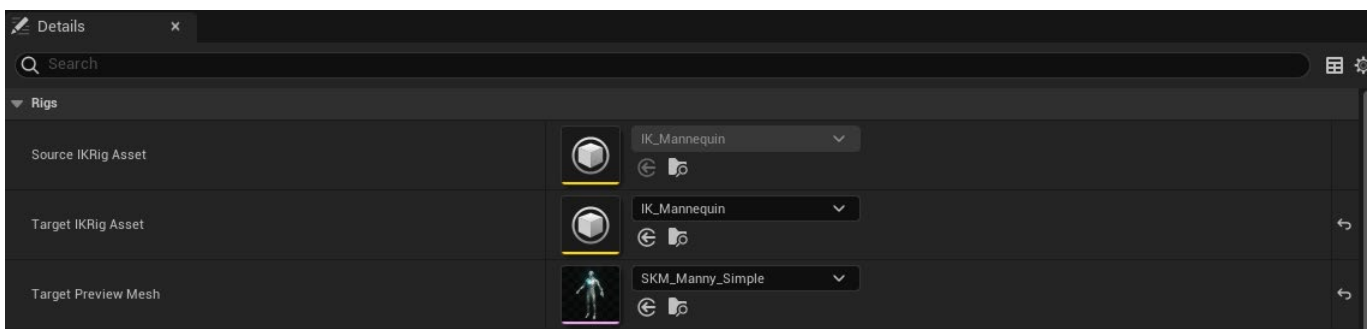 Details
Search
Rigs
Source IKRig Asset
IK_Mannequin
Target IKRig Asset
IK_Mannequin
Target Preview Mesh
SKM_Manny_Simple